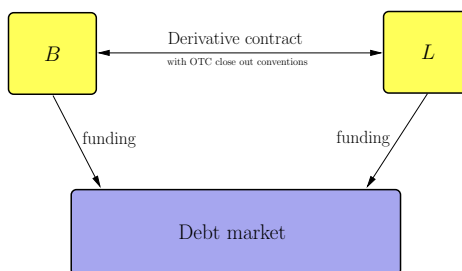 Derivative contract
B
L
with OTC close out conventions
funding
funding
Debt market